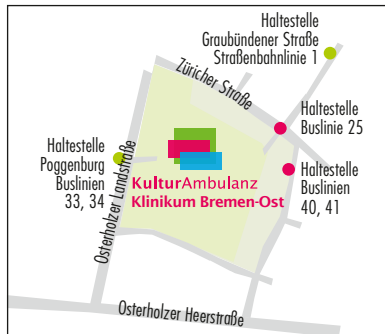 Haltestelle
Graubündener Straße
Straßenbahnlinie 1
Züricher Straße
Haltestelle
Buslinie 25
Haltestelle
Poggenburg
Buslinien
33, 34
Haltestelle
Buslinien
40, 41
KulturAmbulanz
Klinikum Bremen-Ost
Osterholzer Landstraße
Osterholzer Heerstraße